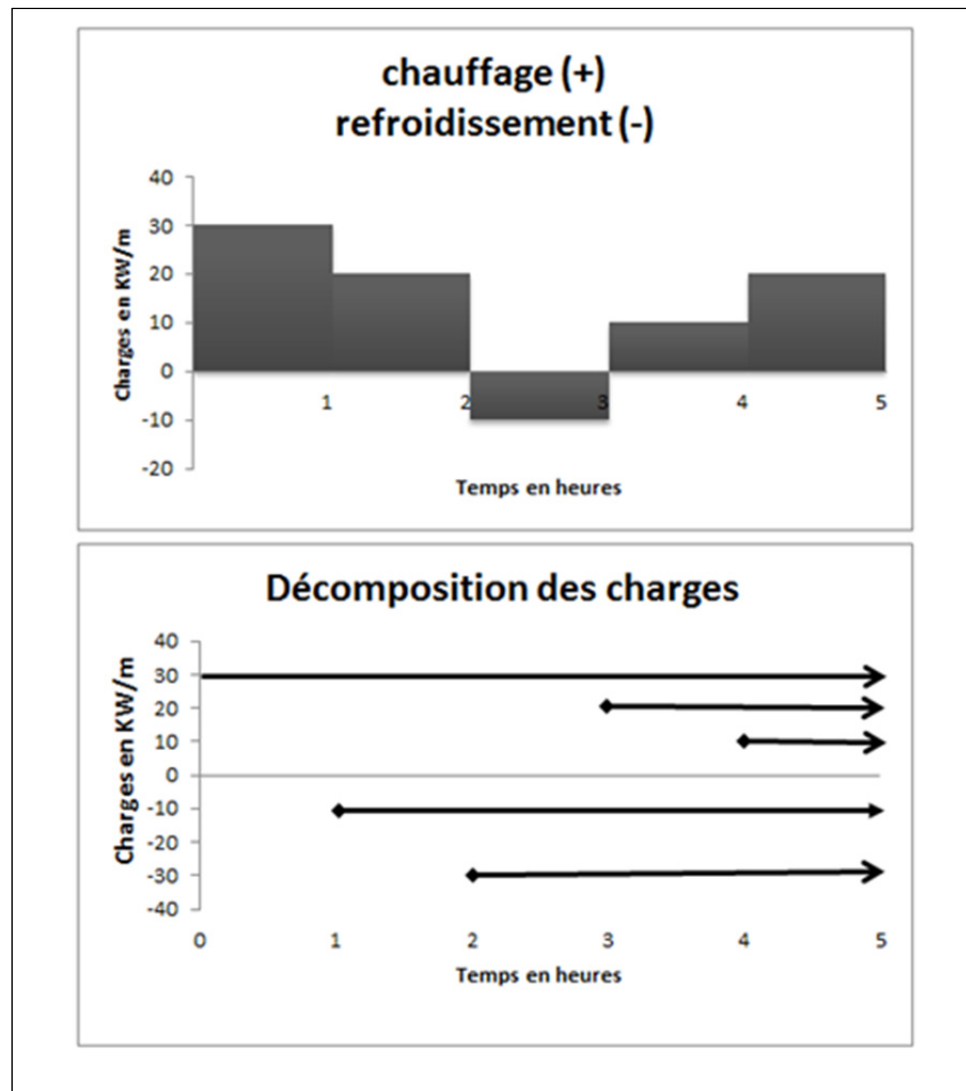 chauffage (+)
refroidissement (-)
Charges en KW/m
40
30
20
10
0
-10
-20
1 2 3 4 5
Temps en heures
Décomposition des charges
Charges en KW/m
40
30
20
10
0
-10
-20
-30
-40
0 1 2 3 4 5
Temps en heures